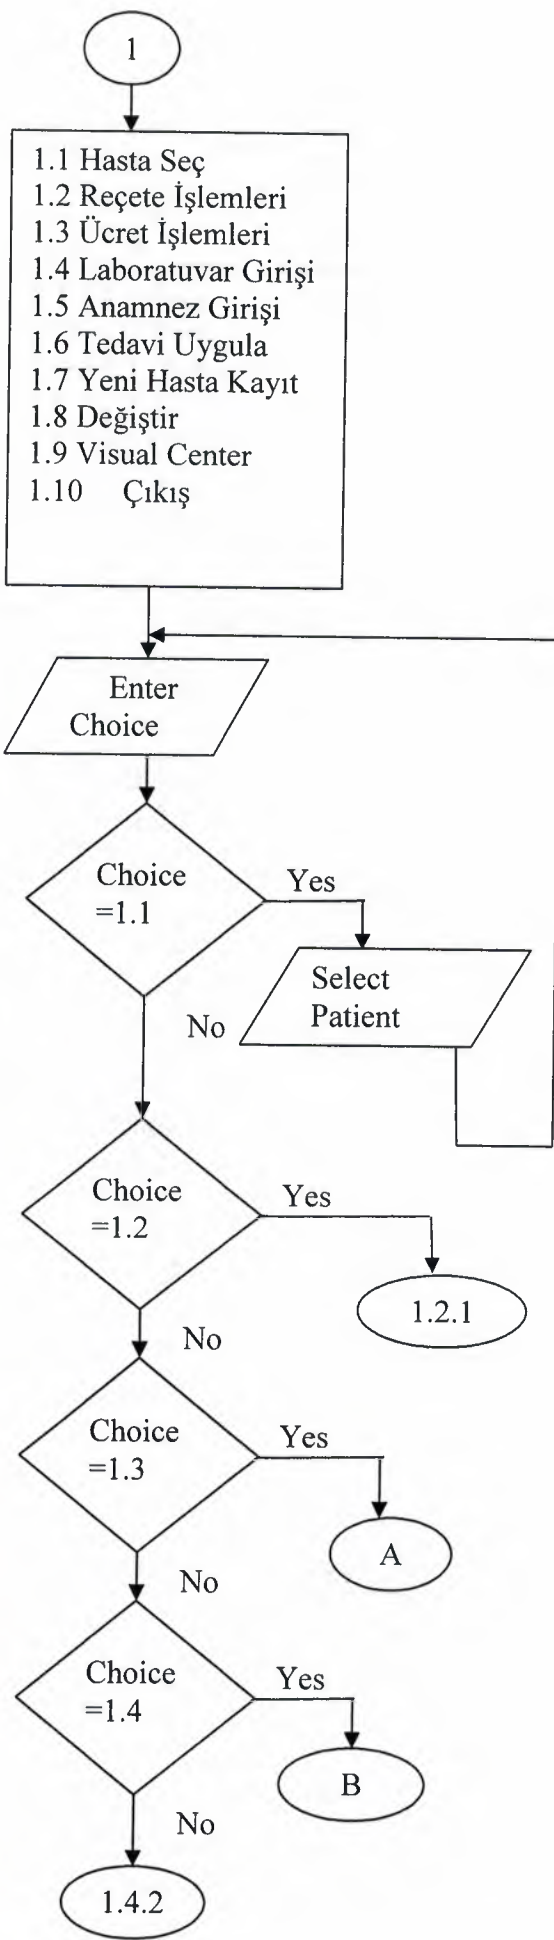 1
1.1 Hasta Seç
1.2 Reçete İşlemleri
1.3 Ücret İşlemleri
1.4 Laboratuvar Girişi
1.5 Anamnez Girişi
1.6 Tedavi Uygula
1.7 Yeni Hasta Kayıt
1.8 Değiştir
1.9 Visual Center
1.10 Çıkış
Enter
Choice
Choice
=1.1
Yes
Select
Patient
No
Choice
=1.2
Yes
1.2.1
No
Choice
=1.3
Yes
A
No
Choice
=1.4
Yes
B
No
1.4.2